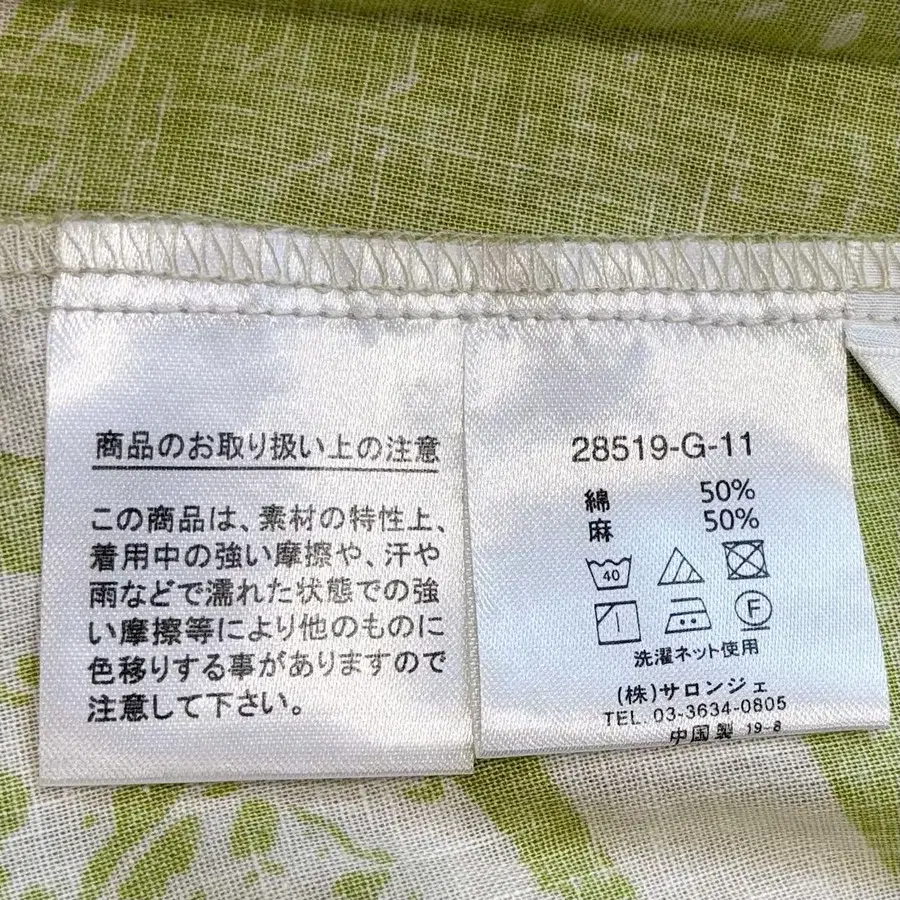 商品のお取り扱い上の注意
この商品は、素材の特性上、
着用中の強い摩擦や、汗や
雨などで濡れた状態での強
い摩擦等により他のものに
色移りする事がありますので
注意して下さい。
28519-G-11
綿 50%
麻 50%
40
F
洗濯ネット使用
(株)サロンジェ
TEL 03-3634-0805
中国製 19-8